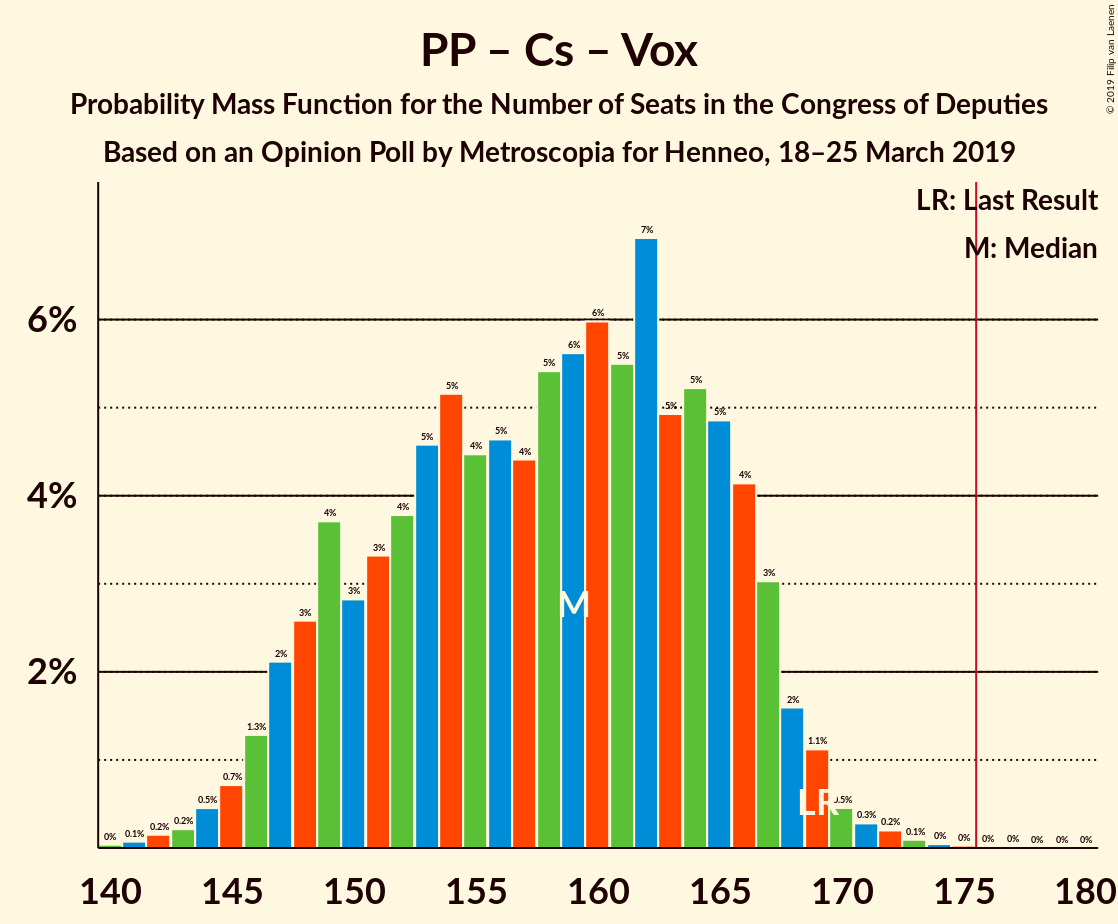 PP – Cs – Vox
Probability Mass Function for the Number of Seats in the Congress of Deputies
Based on an Opinion Poll by Metroscopia for Henneo, 18–25 March 2019
© 2019 Filip van Laenen
LR: Last Result
M: Median
7%
6%
6%
6%
5%
5%
5%
5%
5%
5%
5%
5%
4%
4%
4%
4%
4%
4%
3%
3%
3%
3%
M
2%
2%
2%
1.3%
1.1%
0.7%
LR
0% 0.1% 0.2% 0.2% 0.5% 0.5% 0.3% 0.2% 0.1% 0% 0% 0% 0% 0% 0% 0%
140 145 150 155 160 165 170 175 180